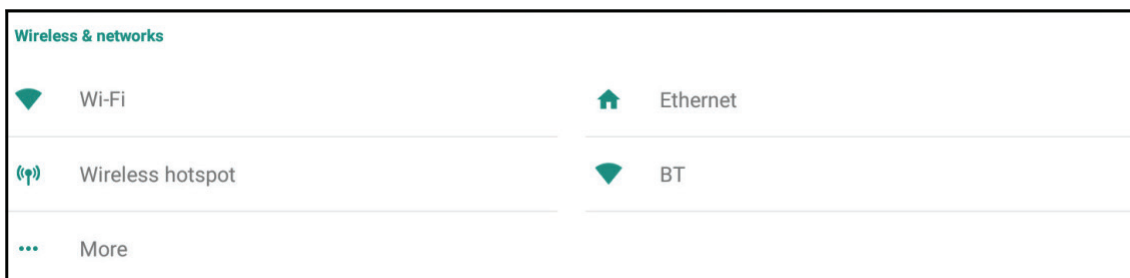 Wireless & networks
Wi-Fi
Ethernet
Wireless hotspot
BT
More